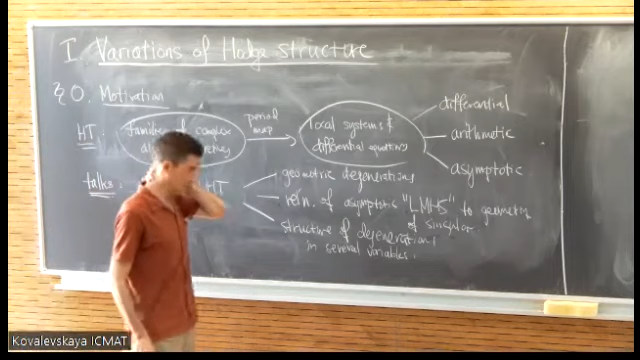 I Variations of Hodge structure
§0. Motivation
HT: families of complex period map local systems & differential equations
differential
arithmetic
asymptotic
talks: HT
geometric degenerations
rel'n. of asymptotic "LMHS" to geometry of singular
structure of degenerations in several variables.
Kovalevskaya ICMAT